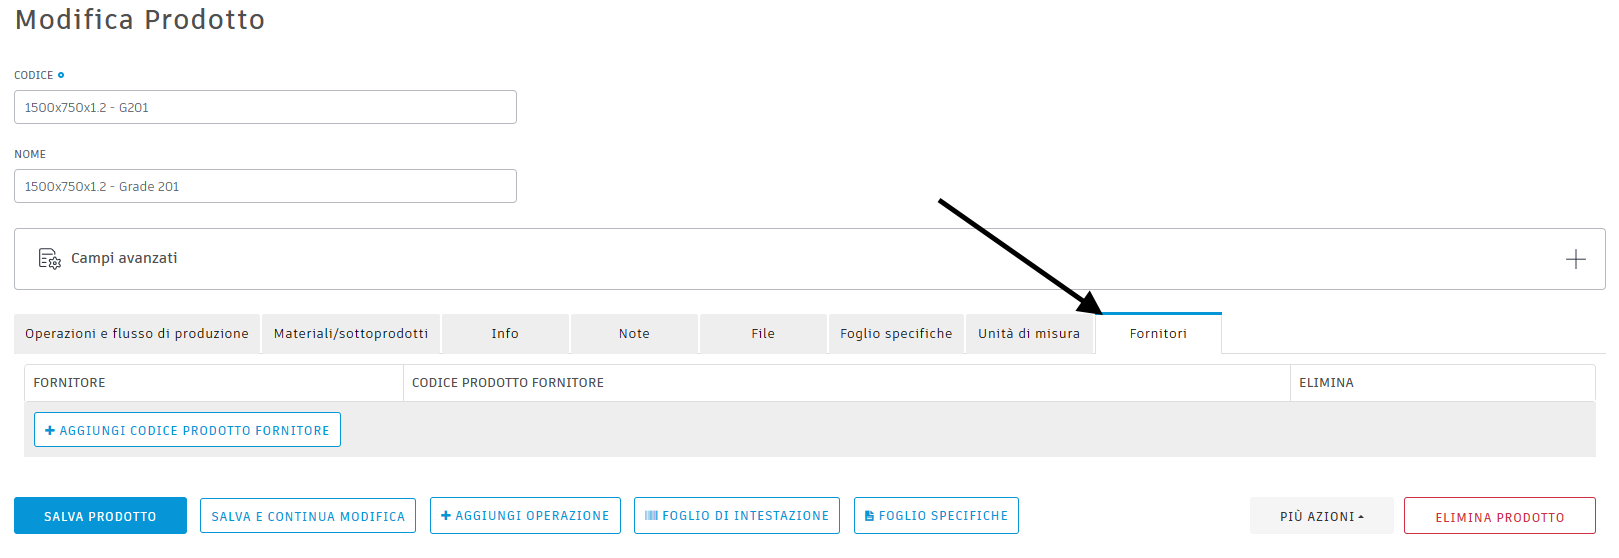 Modifica Prodotto
CODICE
1500x750x1.2 - G201
NOME
1500x750x1.2 - Grade 201
Campi avanzati
Operazioni e flusso di produzione Materiali/sottoprodotti Info Note File Foglio specifiche Unità di misura Fornitori
FORNITORE CODICE PRODOTTO FORNITORE ELIMINA
AGGIUNGI CODICE PRODOTTO FORNITORE
SALVA PRODOTTO SALVA E CONTINUA MODIFICA AGGIUNGI OPERAZIONE FOGLIO DI INTESTAZIONE FOGLIO SPECIFICHE PIÙ AZIONI ELIMINA PRODOTTO